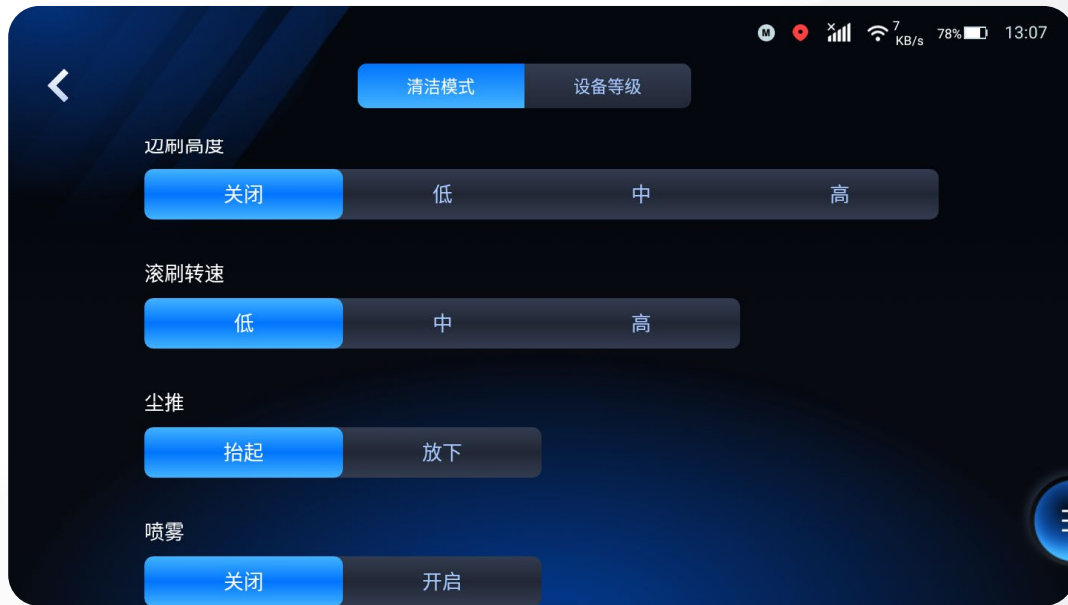 M 7 KB/s 78% 13:07
清洁模式 设备等级
边刷高度
关闭 低 中 高
滚刷转速
低 中 高
尘推
抬起 放下
喷雾
关闭 开启